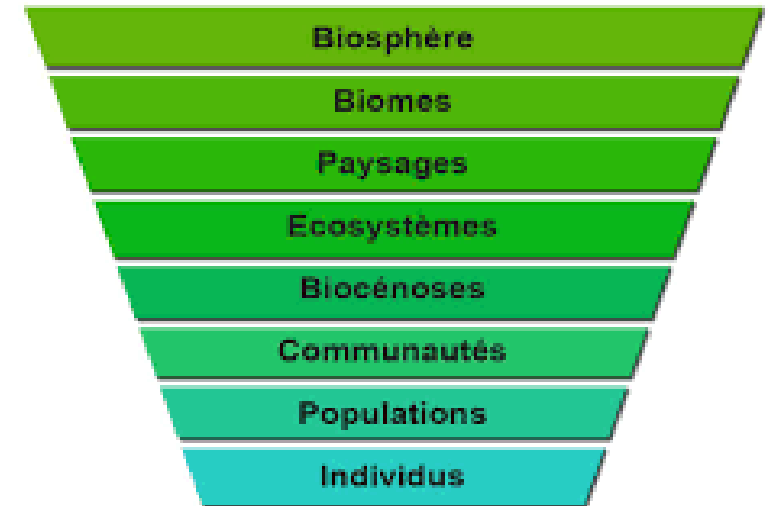 Biosphère
Biomes
Paysages
Ecosystèmes
Biocénoses
Communautés
Populations
Individus